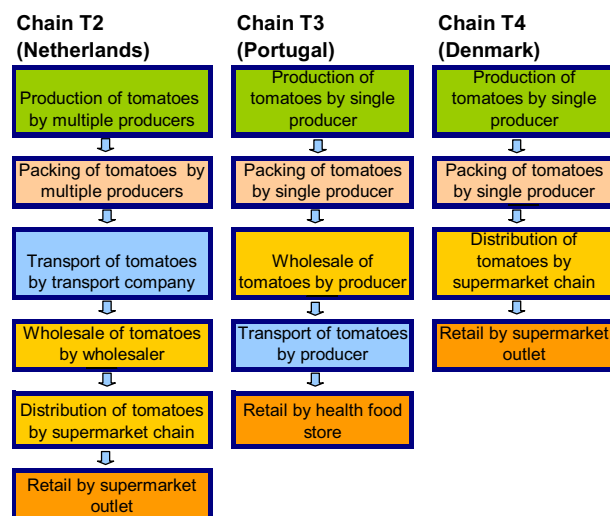 Chain T2
(Netherlands)
Production of tomatoes
by multiple producers
Packing of tomatoes by
multiple producers
Transport of tomatoes
by transport company
Wholesale of tomatoes
by wholesaler
Distribution of tomatoes
by supermarket chain
Retail by supermarket
outlet
Chain T3
(Portugal)
Production of
tomatoes by single
producer
Packing of tomatoes
by single producer
Wholesale of
tomatoes by producer
Transport of tomatoes
by producer
Retail by health food
store
Chain T4
(Denmark)
Production of
tomatoes by single
producer
Packing of tomatoes
by single producer
Distribution of
tomatoes by
supermarket chain
Retail by supermarket
outlet